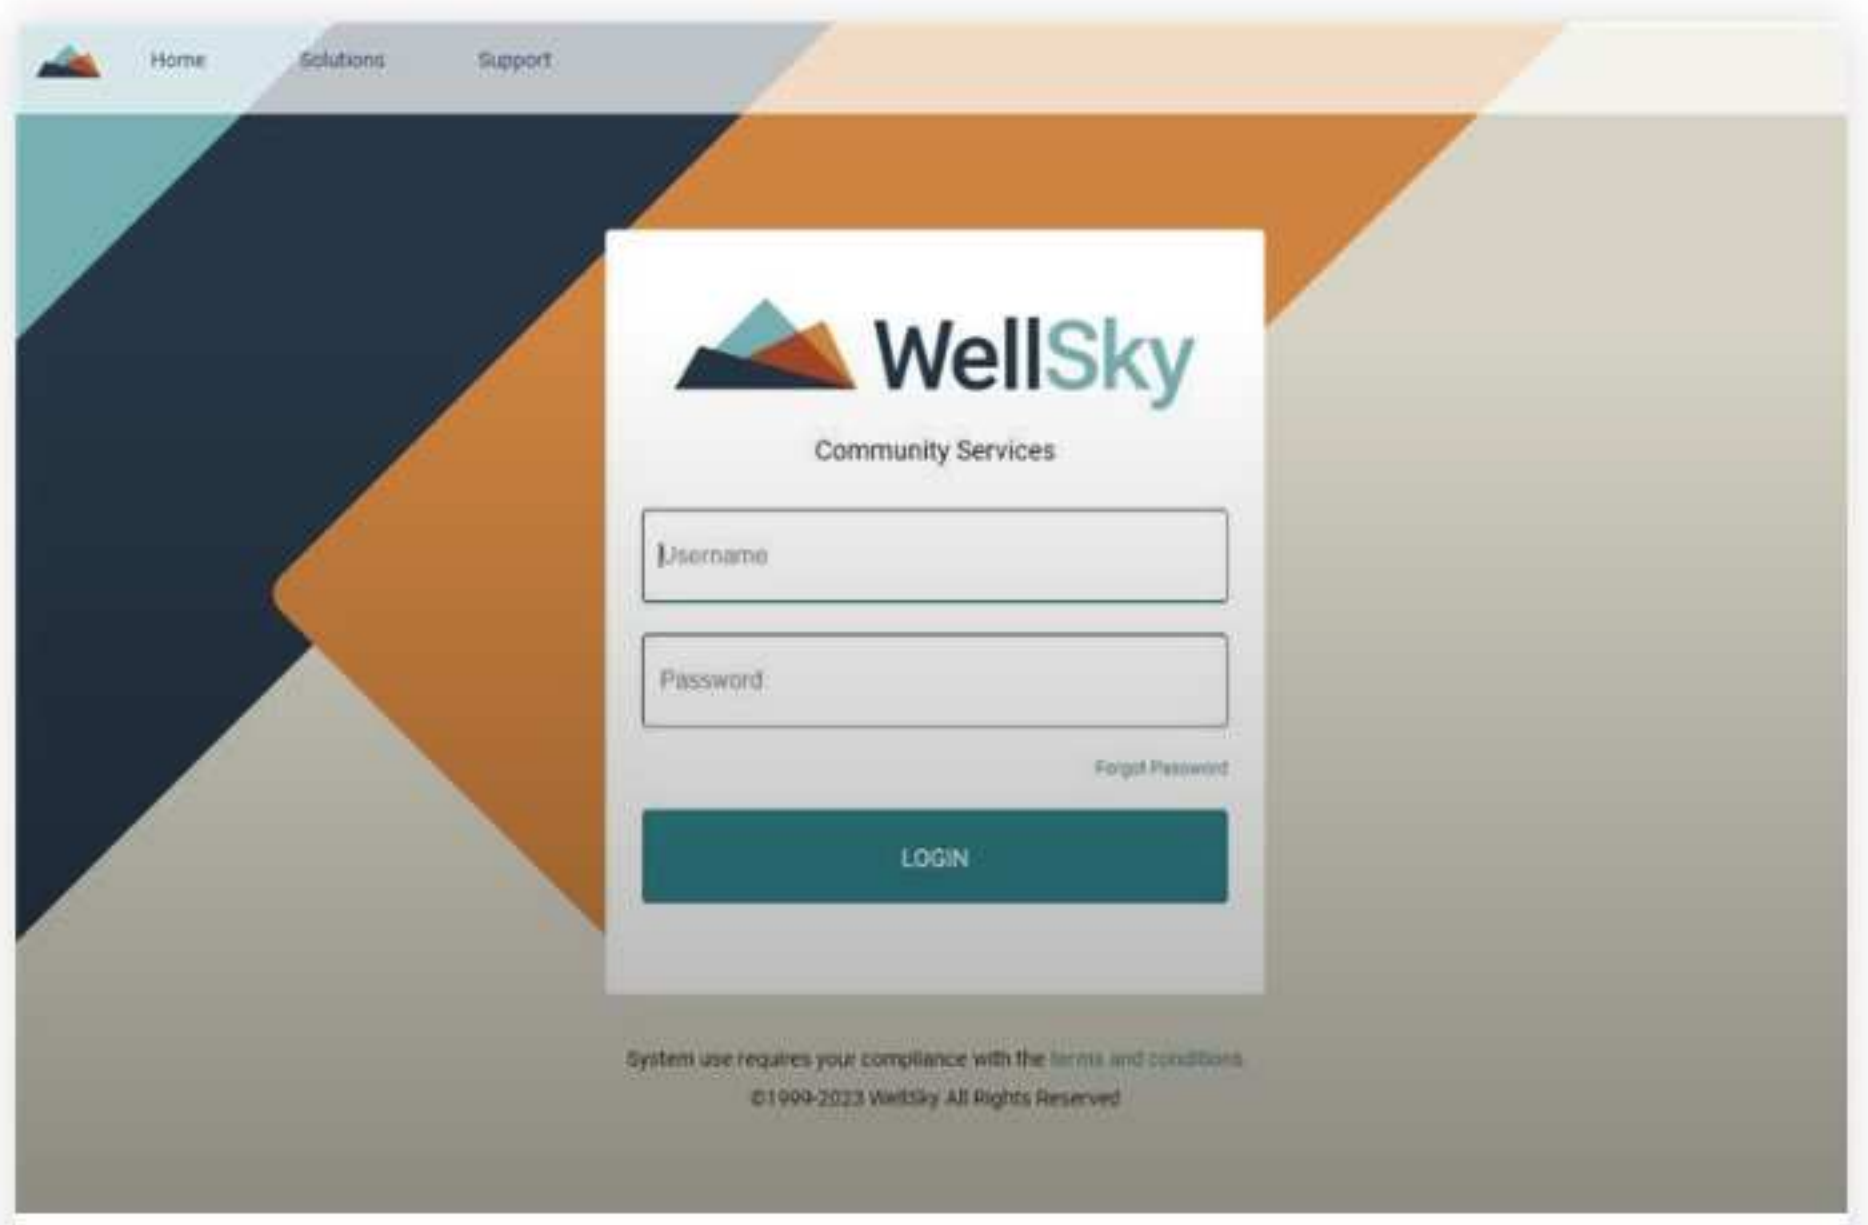 Home Solutions Support
WellSky
Community Services
Username
Password
Forgot Password
LOGIN
System use requires your compliance with the terms and conditions
©1999-2023 WellSky All Rights Reserved